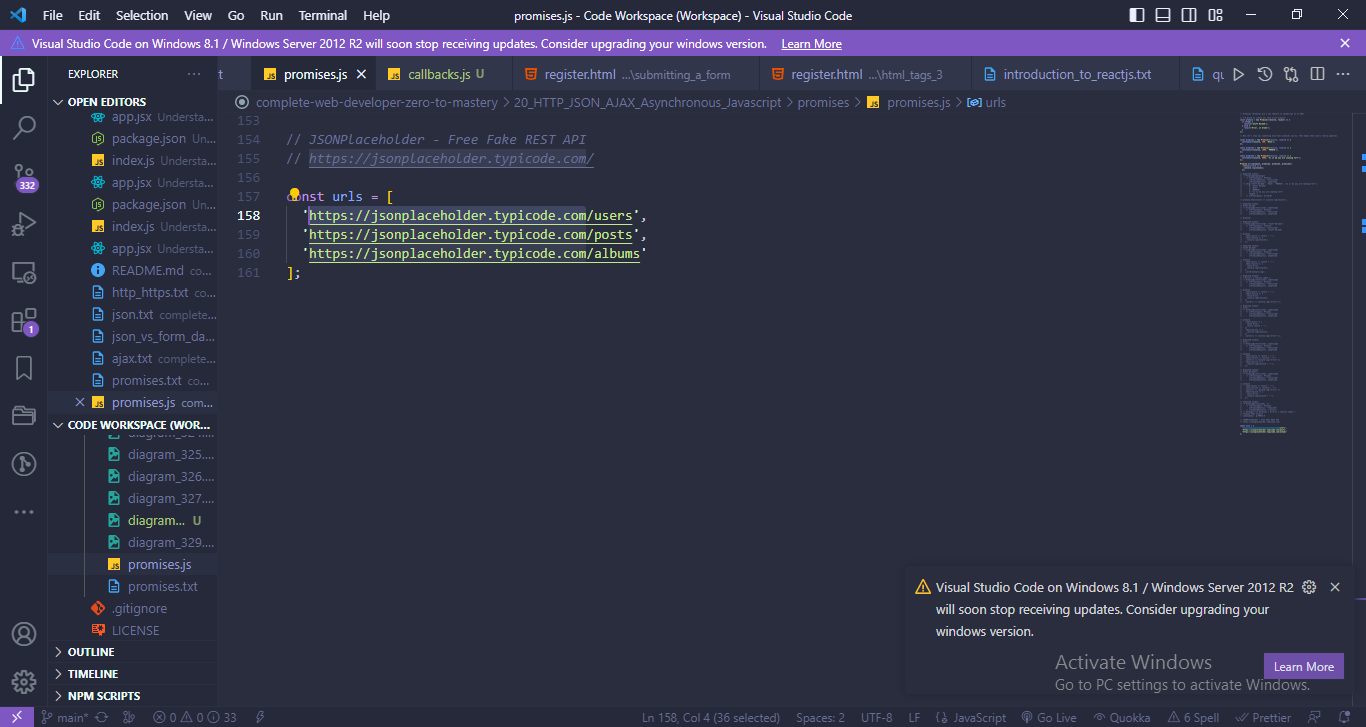 File Edit Selection View Go Run Terminal Help
promises.js - Code Workspace (Workspace) - Visual Studio Code
Visual Studio Code on Windows 8.1 / Windows Server 2012 R2 will soon stop receiving updates. Consider upgrading your windows version. Learn More
EXPLORER
t
promises.js
callbacks.js U
register.html ...\submitting_a_form
register.html ...\html_tags_3
introduction_to_reactjs.txt
complete-web-developer-zero-to-mastery > 20_HTTP_JSON_AJAX_Asynchronous_Javascript > promises > promises.js > urls
OPEN EDITORS
app.jsx Understa...
package.json Un...
index.js Understa...
app.jsx Understa...
package.json Un...
index.js Understa...
app.jsx Understa...
README.md co...
http_https.txt co...
json.txt complete...
json_vs_form_da...
ajax.txt complete...
promises.txt co...
promises.js com...
CODE WORKSPACE (WOR...
diagram_325....
diagram_326....
diagram_327....
diagram... U
diagram_329....
promises.js
promises.txt
.gitignore
LICENSE
OUTLINE
TIMELINE
NPM SCRIPTS
332
1
153
154 // JSONPlaceholder - Free Fake REST API
155 // https://jsonplaceholder.typicode.com/
156
157 const urls = [
158 'https://jsonplaceholder.typicode.com/users',
159 'https://jsonplaceholder.typicode.com/posts',
160 'https://jsonplaceholder.typicode.com/albums'
161 ];
Visual Studio Code on Windows 8.1 / Windows Server 2012 R2
will soon stop receiving updates. Consider upgrading your
windows version.
Learn More
Activate Windows
Go to PC settings to activate Windows.
main* 0 0 33
Ln 158, Col 4 (36 selected) Spaces: 2 UTF-8 LF JavaScript Go Live Quokka 6 Spell Prettier